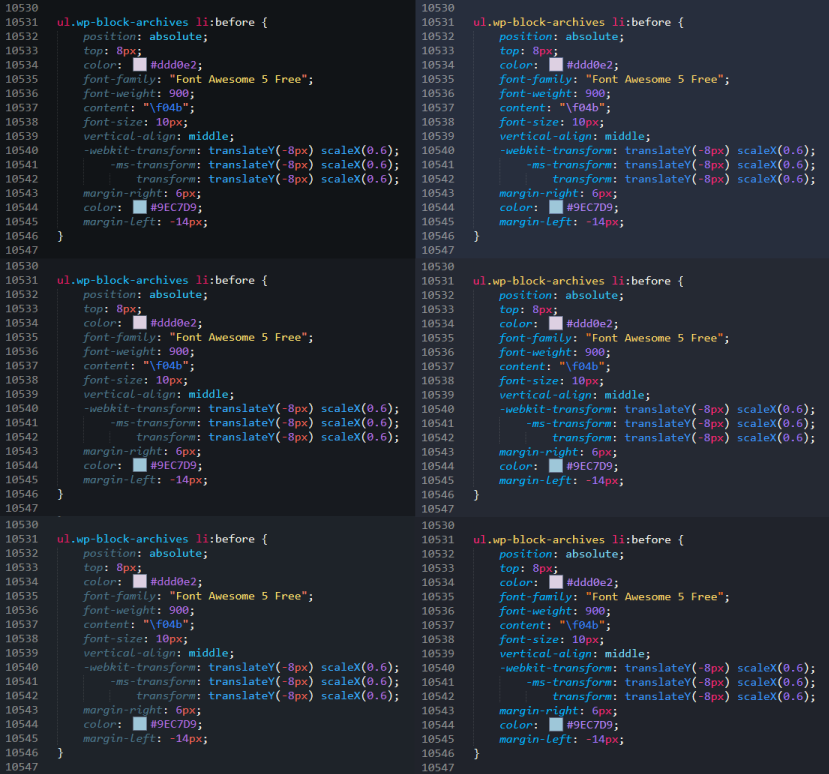 10530
10531 ul.wp-block-archives li:before {
10532 position: absolute;
10533 top: 8px;
10534 color: #ddd0e2;
10535 font-family: "Font Awesome 5 Free";
10536 font-weight: 900;
10537 content: "\f04b";
10538 font-size: 10px;
10539 vertical-align: middle;
10540 -webkit-transform: translateY(-8px) scaleX(0.6);
10541 -ms-transform: translateY(-8px) scaleX(0.6);
10542 transform: translateY(-8px) scaleX(0.6);
10543 margin-right: 6px;
10544 color: #9EC7D9;
10545 margin-left: -14px;
10546 }
10547
10530
10531 ul.wp-block-archives li:before {
10532 position: absolute;
10533 top: 8px;
10534 color: #ddd0e2;
10535 font-family: "Font Awesome 5 Free";
10536 font-weight: 900;
10537 content: "\f04b";
10538 font-size: 10px;
10539 vertical-align: middle;
10540 -webkit-transform: translateY(-8px) scaleX(0.6);
10541 -ms-transform: translateY(-8px) scaleX(0.6);
10542 transform: translateY(-8px) scaleX(0.6);
10543 margin-right: 6px;
10544 color: #9EC7D9;
10545 margin-left: -14px;
10546 }
10547
10530
10531 ul.wp-block-archives li:before {
10532 position: absolute;
10533 top: 8px;
10534 color: #ddd0e2;
10535 font-family: "Font Awesome 5 Free";
10536 font-weight: 900;
10537 content: "\f04b";
10538 font-size: 10px;
10539 vertical-align: middle;
10540 -webkit-transform: translateY(-8px) scaleX(0.6);
10541 -ms-transform: translateY(-8px) scaleX(0.6);
10542 transform: translateY(-8px) scaleX(0.6);
10543 margin-right: 6px;
10544 color: #9EC7D9;
10545 margin-left: -14px;
10546 }
10547
10530
10531 ul.wp-block-archives li:before {
10532 position: absolute;
10533 top: 8px;
10534 color: #ddd0e2;
10535 font-family: "Font Awesome 5 Free";
10536 font-weight: 900;
10537 content: "\f04b";
10538 font-size: 10px;
10539 vertical-align: middle;
10540 -webkit-transform: translateY(-8px) scaleX(0.6);
10541 -ms-transform: translateY(-8px) scaleX(0.6);
10542 transform: translateY(-8px) scaleX(0.6);
10543 margin-right: 6px;
10544 color: #9EC7D9;
10545 margin-left: -14px;
10546 }
10547
10530
10531 ul.wp-block-archives li:before {
10532 position: absolute;
10533 top: 8px;
10534 color: #ddd0e2;
10535 font-family: "Font Awesome 5 Free";
10536 font-weight: 900;
10537 content: "\f04b";
10538 font-size: 10px;
10539 vertical-align: middle;
10540 -webkit-transform: translateY(-8px) scaleX(0.6);
10541 -ms-transform: translateY(-8px) scaleX(0.6);
10542 transform: translateY(-8px) scaleX(0.6);
10543 margin-right: 6px;
10544 color: #9EC7D9;
10545 margin-left: -14px;
10546 }
10547
10530
10531 ul.wp-block-archives li:before {
10532 position: absolute;
10533 top: 8px;
10534 color: #ddd0e2;
10535 font-family: "Font Awesome 5 Free";
10536 font-weight: 900;
10537 content: "\f04b";
10538 font-size: 10px;
10539 vertical-align: middle;
10540 -webkit-transform: translateY(-8px) scaleX(0.6);
10541 -ms-transform: translateY(-8px) scaleX(0.6);
10542 transform: translateY(-8px) scaleX(0.6);
10543 margin-right: 6px;
10544 color: #9EC7D9;
10545 margin-left: -14px;
10546 }
10547